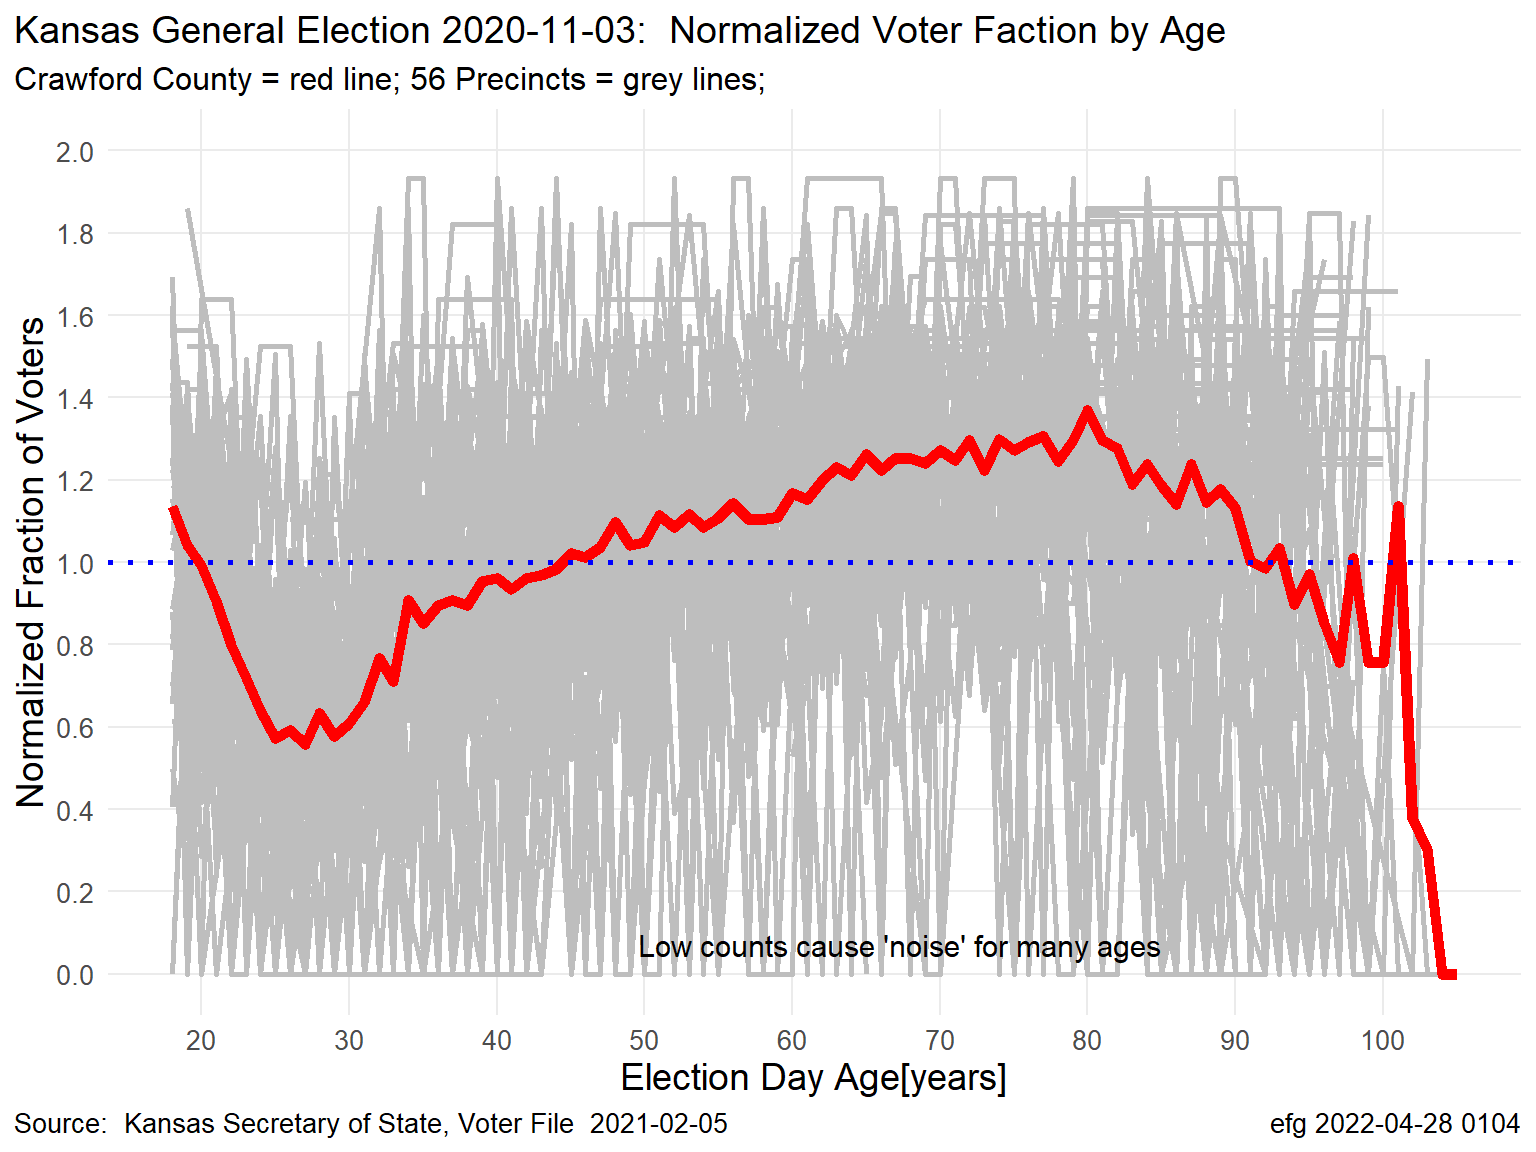 Kansas General Election 2020-11-03:  Normalized Voter Faction by Age
Crawford County = red line; 56 Precincts = grey lines;
Normalized Fraction of Voters
2.0
1.8
1.6
1.4
1.2
1.0
0.8
0.6
0.4
0.2
0.0
Low counts cause 'noise' for many ages
20 30 40 50 60 70 80 90 100
Election Day Age[years]
Source:  Kansas Secretary of State, Voter File  2021-02-05
efg 2022-04-28 0104